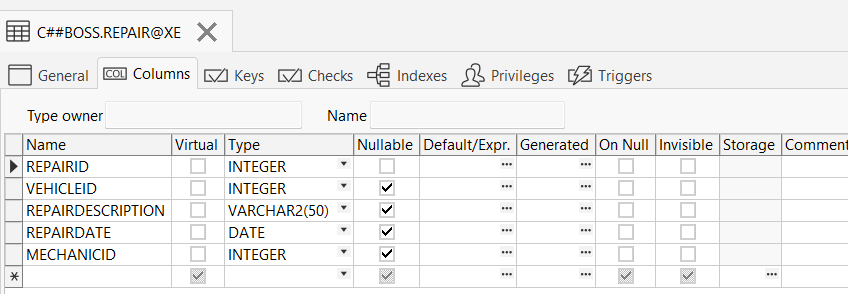 C##BOSS.REPAIR@XE
General COL Columns Keys Checks Indexes Privileges Triggers
Type owner Name
Name Virtual Type Nullable Default/Expr. Generated On Null Invisible Storage Comment
REPAIRID INTEGER ...
VEHICLEID INTEGER ...
REPAIRDESCRIPTION VARCHAR2(50) ...
REPAIRDATE DATE ...
MECHANICID INTEGER ...
* ...